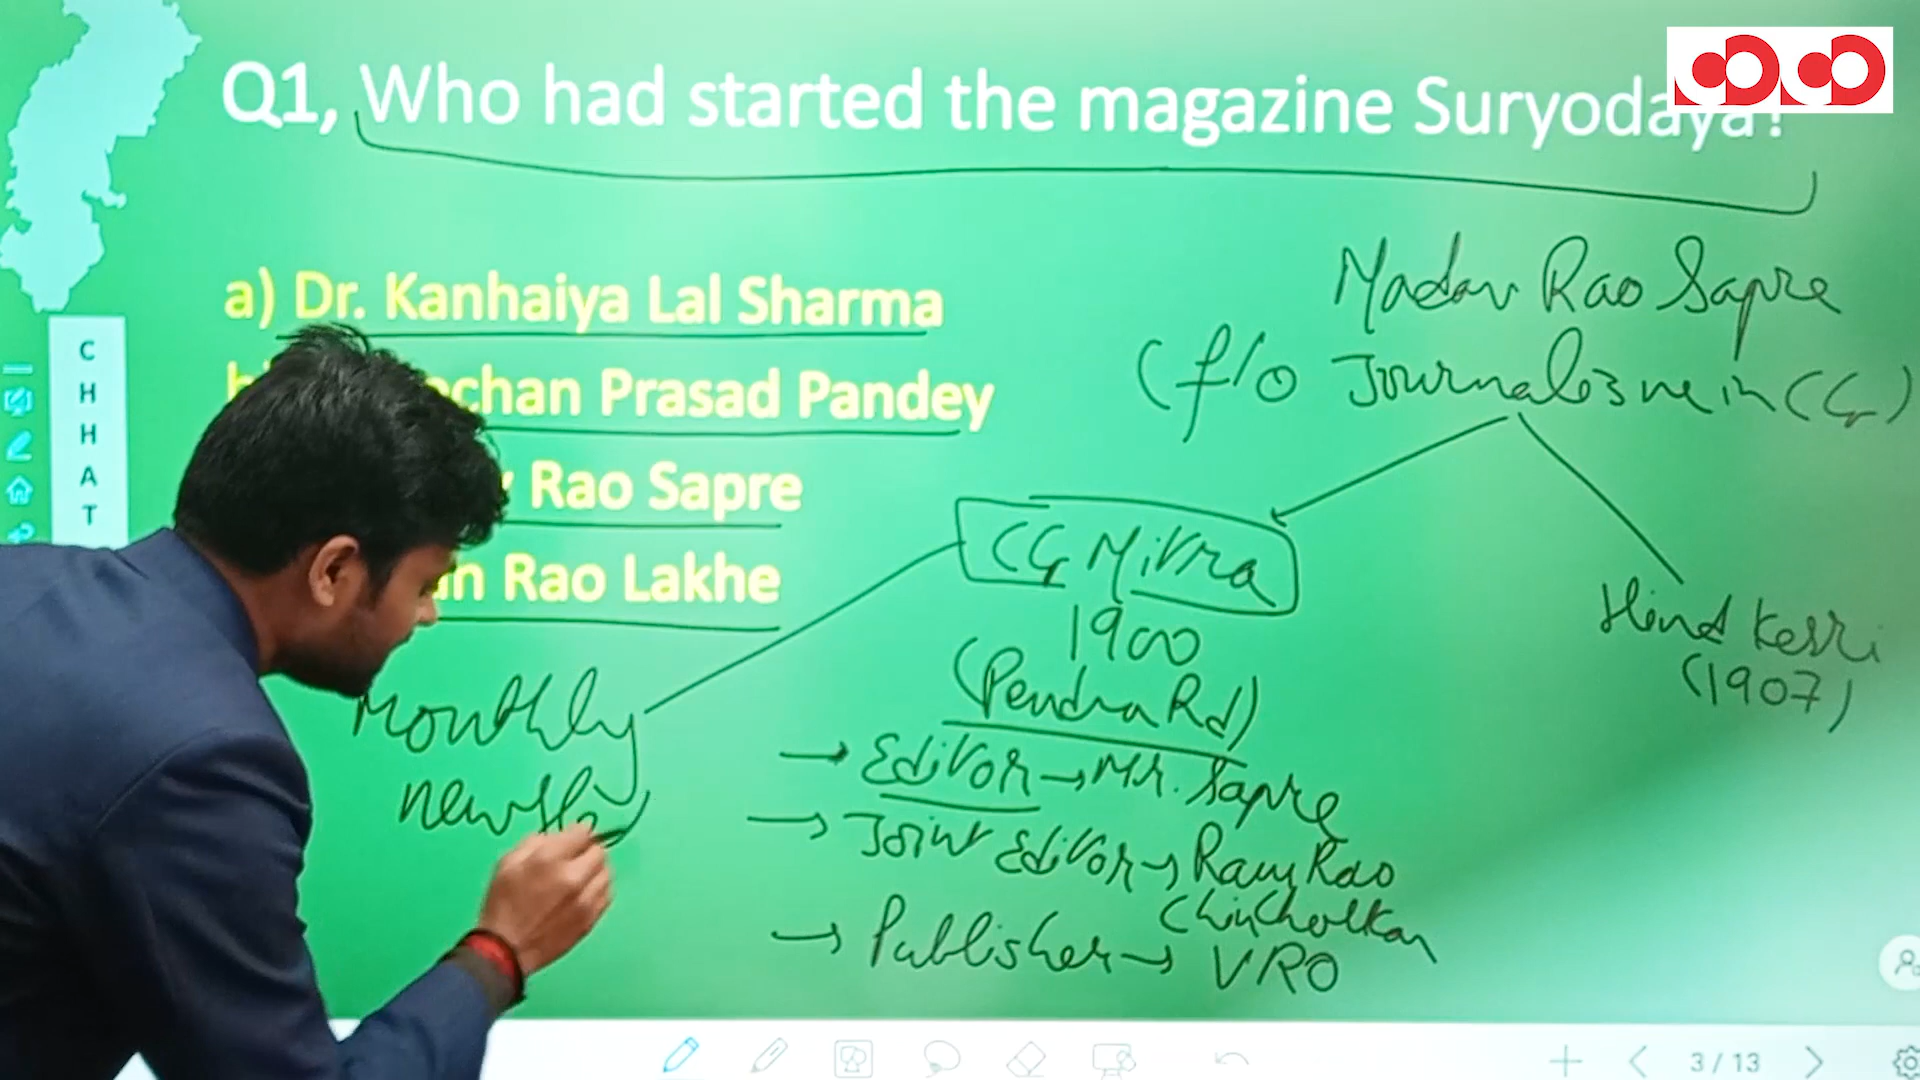 Q1, Who had started the magazine Suryodaya?
a) Dr. Kanhaiya Lal Sharma
chan Prasad Pandey
Rao Sapre
an Rao Lakhe
C
H
H
A
T
Madav Rao Sapre
(f/o Journalism in CG)
CG Mitra
1900
(Pendra Rd)
Hind Kesri
(1907)
Monthly
→ Editor → Mr. Sapre
→ Joint Editor → Ram Rao
Chincholkar
→ Publisher → VRO
3 / 13